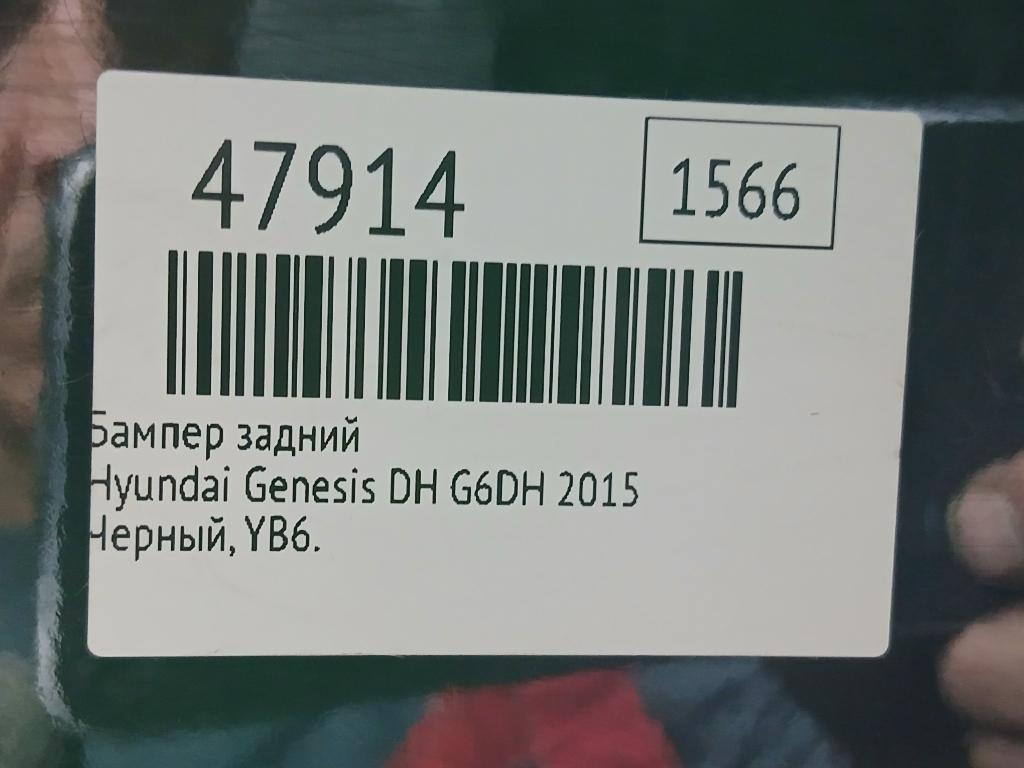 47914
1566
Бампер задний
Hyundai Genesis DH G6DH 2015
Черный, YB6.